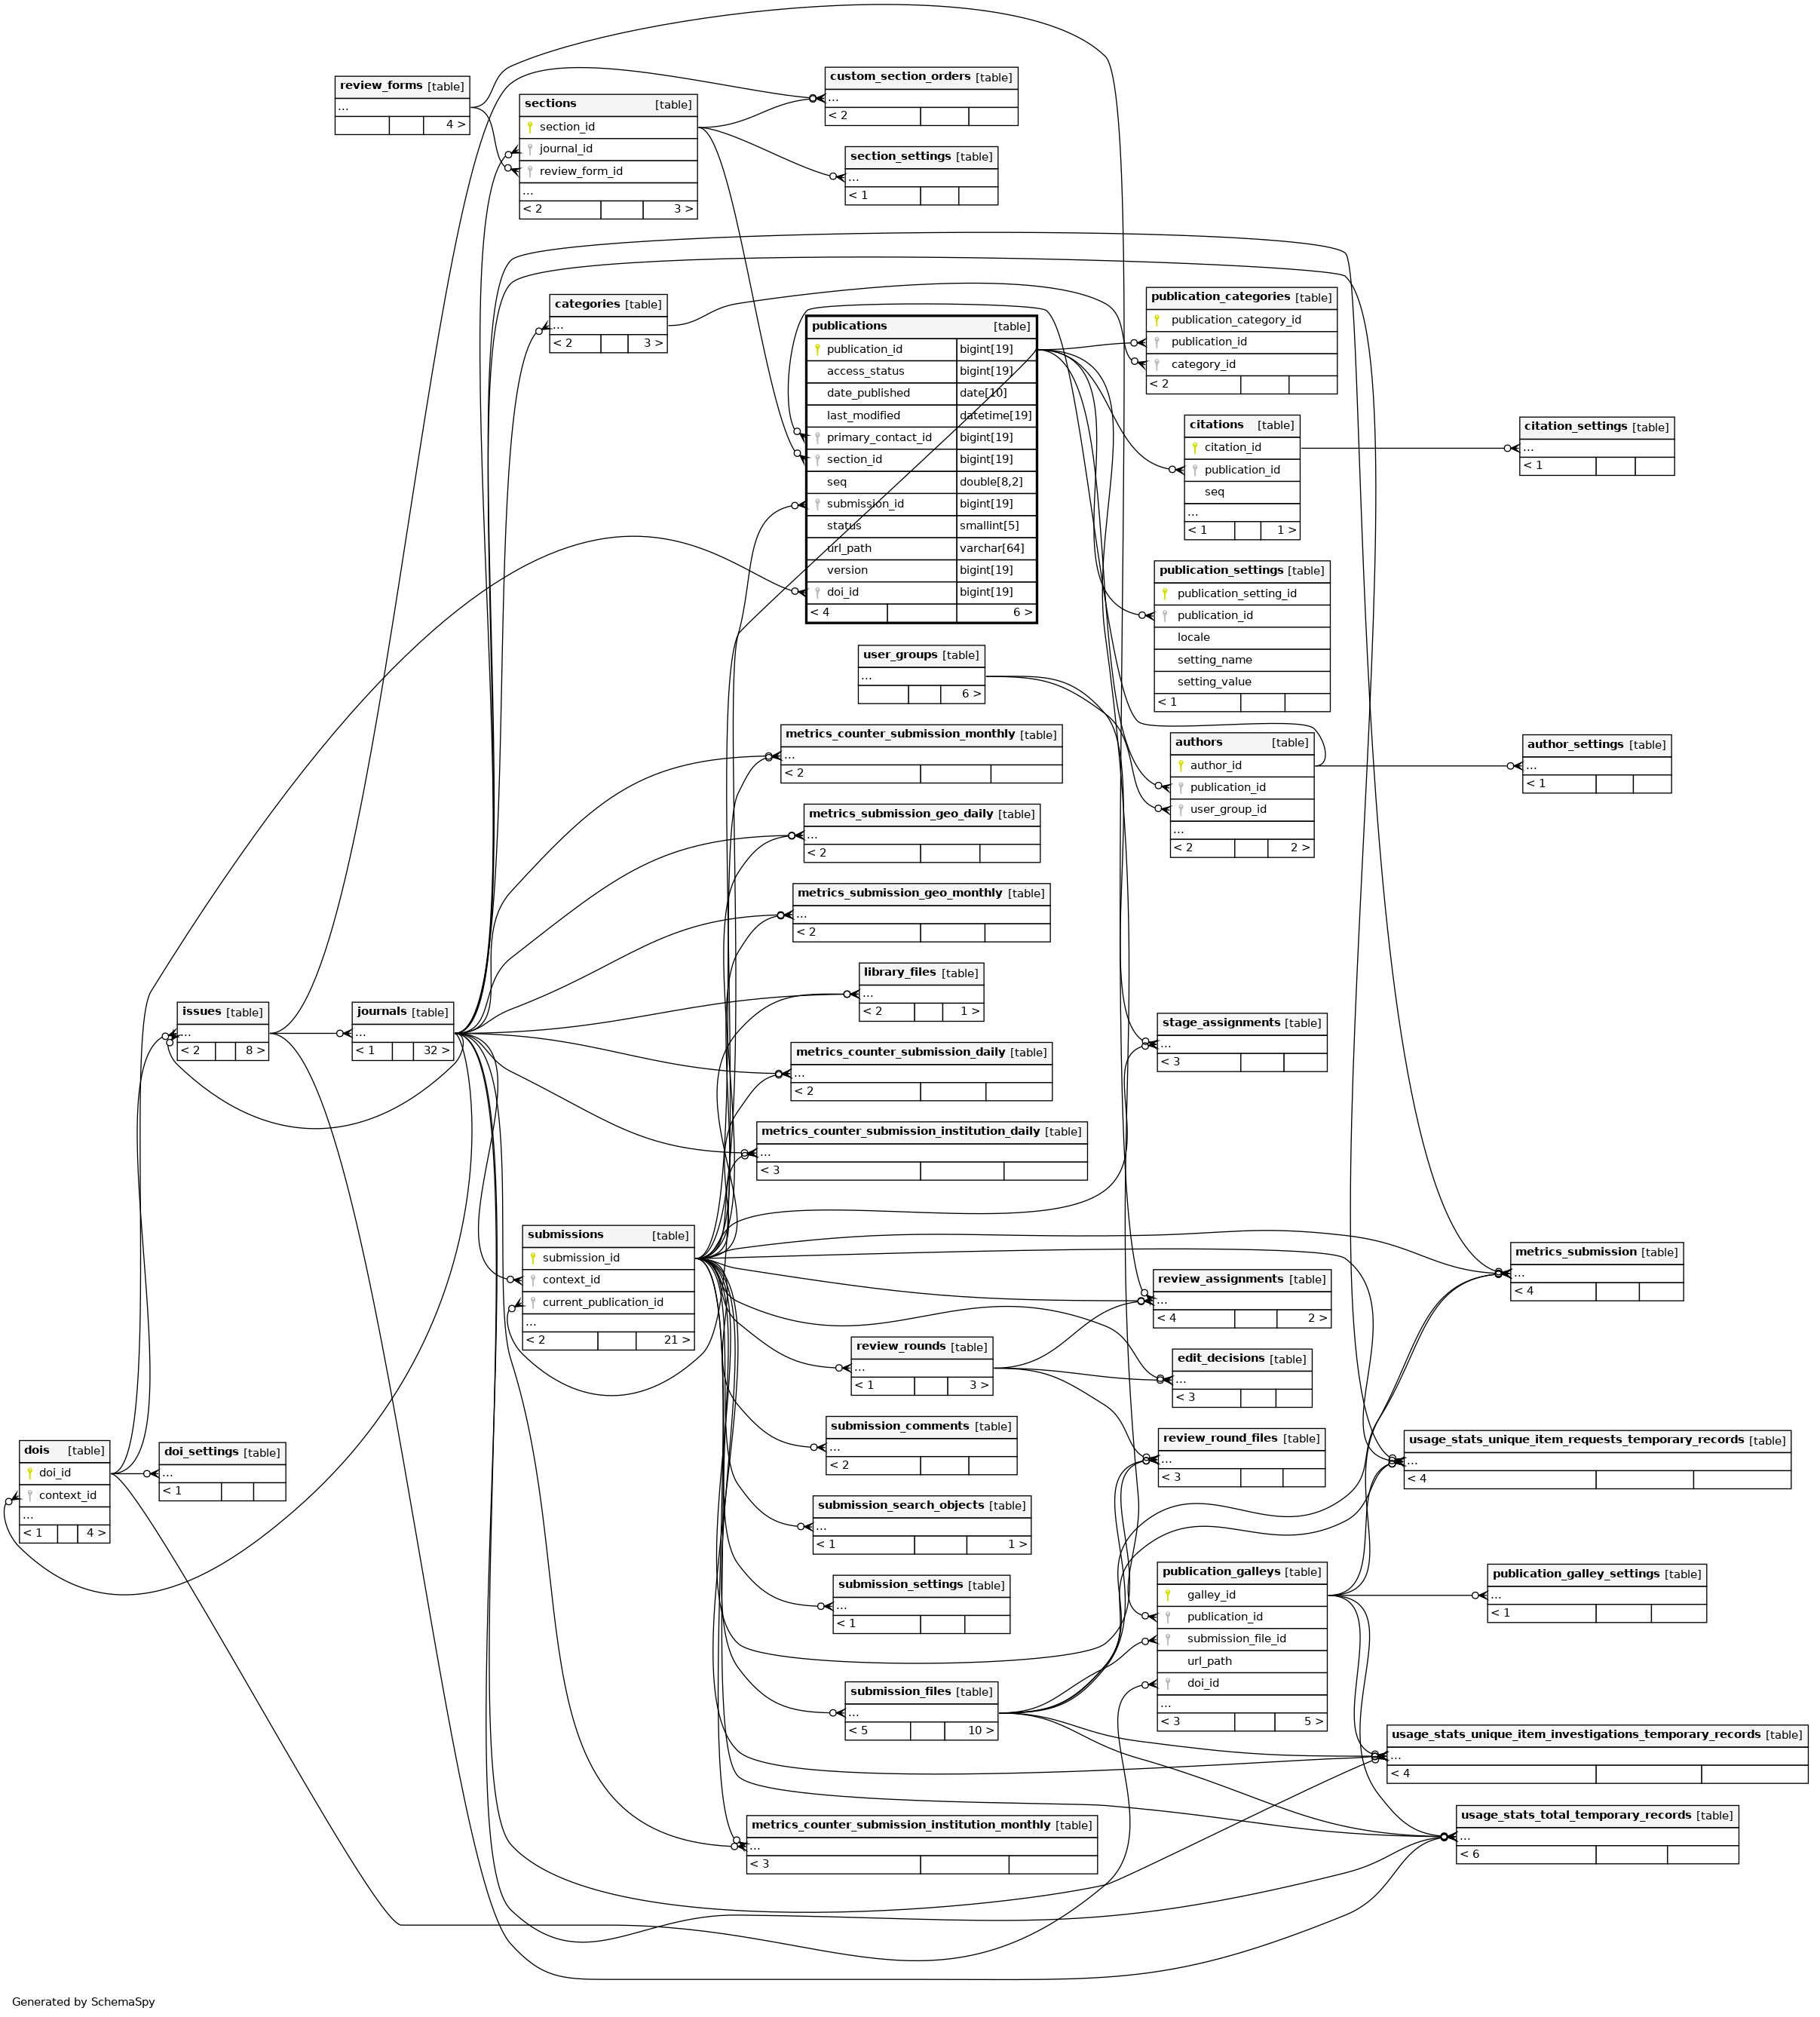 review_forms [table]
...
4 >
sections [table]
section_id
journal_id
review_form_id
...
< 2 3 >
custom_section_orders [table]
...
< 2
section_settings [table]
...
< 1
categories [table]
...
< 2 3 >
publications [table]
publication_id bigint[19]
access_status bigint[19]
date_published date[10]
last_modified datetime[19]
primary_contact_id bigint[19]
section_id bigint[19]
seq double[8,2]
submission_id bigint[19]
status smallint[5]
url_path varchar[64]
version bigint[19]
doi_id bigint[19]
< 4 6 >
publication_categories [table]
publication_category_id
publication_id
category_id
< 2
citations [table]
citation_id
publication_id
seq
...
< 1 1 >
citation_settings [table]
...
< 1
publication_settings [table]
publication_setting_id
publication_id
locale
setting_name
setting_value
< 1
user_groups [table]
...
6 >
authors [table]
author_id
publication_id
user_group_id
...
< 2 2 >
author_settings [table]
...
< 1
metrics_counter_submission_monthly [table]
...
< 2
metrics_submission_geo_daily [table]
...
< 2
metrics_submission_geo_monthly [table]
...
< 2
library_files [table]
...
< 2 1 >
issues [table]
...
< 2 8 >
journals [table]
...
< 1 32 >
stage_assignments [table]
...
< 3
metrics_counter_submission_daily [table]
...
< 2
metrics_counter_submission_institution_daily [table]
...
< 3
submissions [table]
submission_id
context_id
current_publication_id
...
< 2 21 >
metrics_submission [table]
...
< 4
review_assignments [table]
...
< 4 2 >
review_rounds [table]
...
< 1 3 >
edit_decisions [table]
...
< 3
submission_comments [table]
...
< 2
review_round_files [table]
...
< 3
usage_stats_unique_item_requests_temporary_records [table]
...
< 4
dois [table]
doi_id
context_id
...
< 1 4 >
doi_settings [table]
...
< 1
submission_search_objects [table]
...
< 1 1 >
submission_settings [table]
...
< 1
publication_galleys [table]
galley_id
publication_id
submission_file_id
url_path
doi_id
...
< 3 5 >
publication_galley_settings [table]
...
< 1
submission_files [table]
...
< 5 10 >
usage_stats_unique_item_investigations_temporary_records [table]
...
< 4
metrics_counter_submission_institution_monthly [table]
...
< 3
usage_stats_total_temporary_records [table]
...
< 6
Generated by SchemaSpy